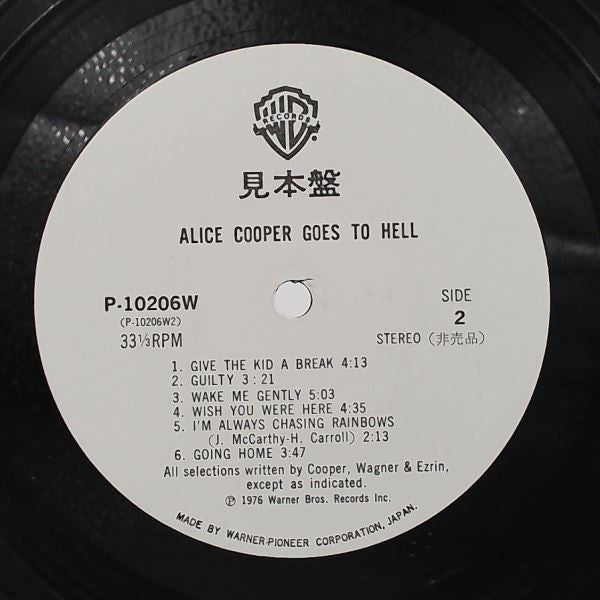 WB
RECORDS
見本盤
ALICE COOPER GOES TO HELL
P-10206W
(P-10206W2)
33⅓RPM
SIDE
2
STEREO (非売品)
1. GIVE THE KID A BREAK 4:13
2. GUILTY 3:21
3. WAKE ME GENTLY 5:03
4. WISH YOU WERE HERE 4:35
5. I'M ALWAYS CHASING RAINBOWS
(J. McCarthy-H. Carroll) 2:13
6. GOING HOME 3:47
All selections written by Cooper, Wagner & Ezrin,
except as indicated.
℗ 1976 Warner Bros. Records Inc.
MADE BY WARNER-PIONEER CORPORATION, JAPAN.